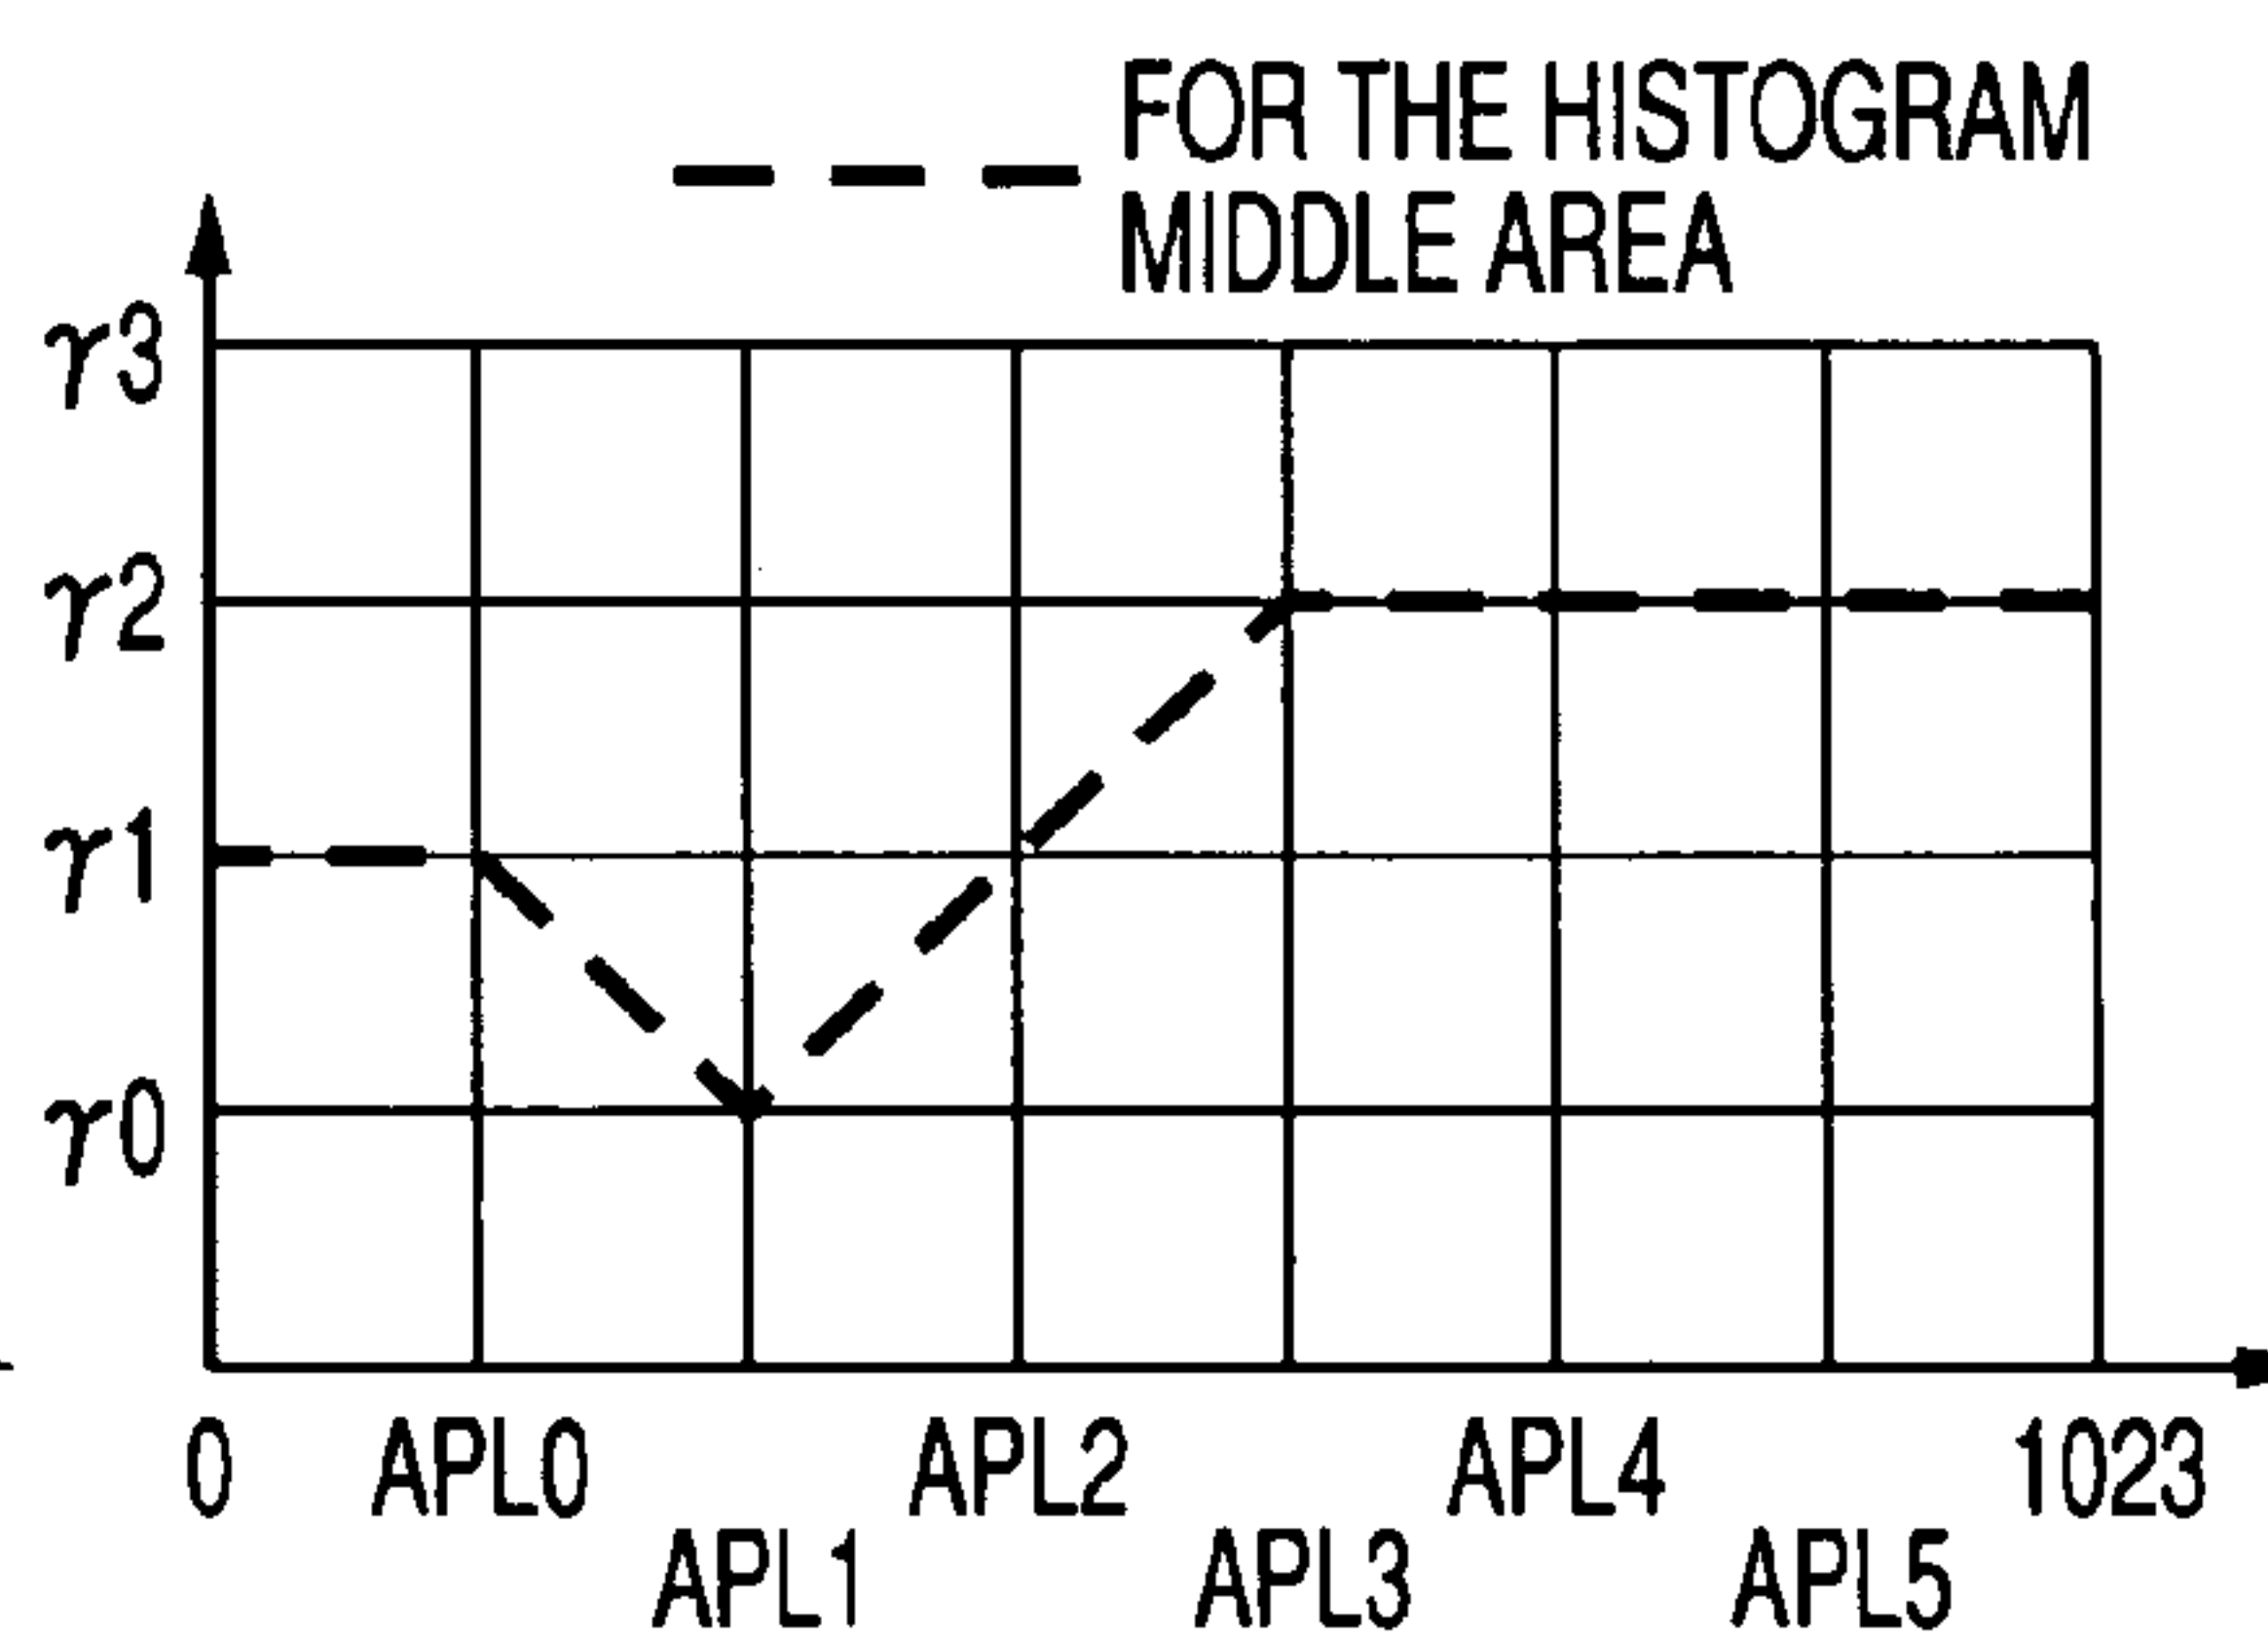 FOR THE HISTOGRAM
MIDDLE AREA
γ3
γ2
γ1
γ0
0 APL0 APL2 APL4 1023
APL1 APL3 APL5